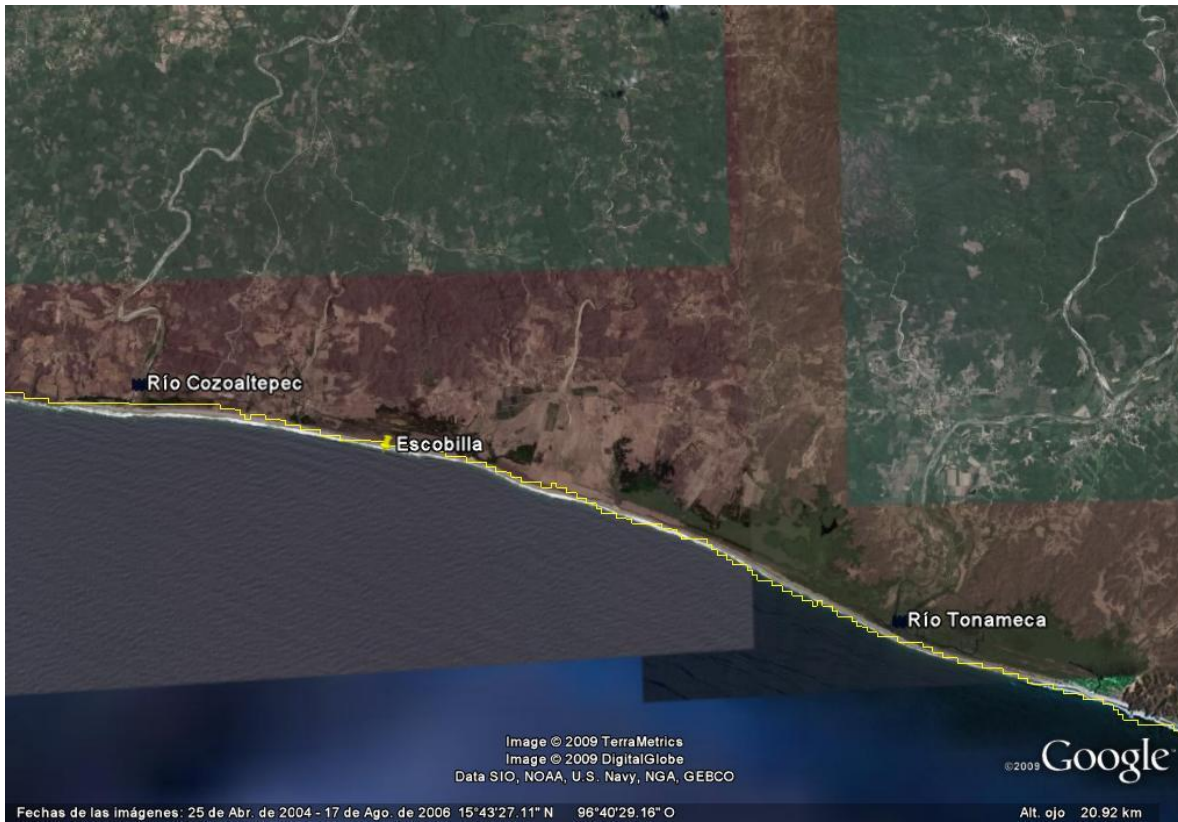 Río Cozoaltepec
Escobilla
Río Tonameca
Image © 2009 TerraMetrics
Image © 2009 DigitalGlobe
Data SIO, NOAA, U.S. Navy, NGA, GEBCO
©2009 Google™
Fechas de las imágenes: 25 de Abr. de 2004 - 17 de Ago. de 2006 15°43'27.11" N 96°40'29.16" O Alt. ojo 20.92 km